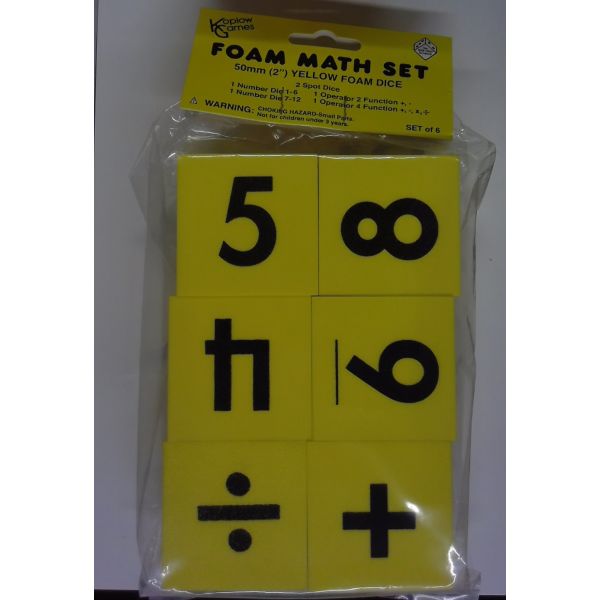 Koplow Games
FOAM MATH SET
50mm (2") YELLOW FOAM DICE
2 Spot Dice
1 Number Die 1-6 1 Operator 2 Function +, -
1 Number Die 7-12 1 Operator 4 Function +, -, x, ÷
WARNING: CHOKING HAZARD-Small Parts.
Not for children under 3 years.
SET of 6
5 8
4 9
÷ +